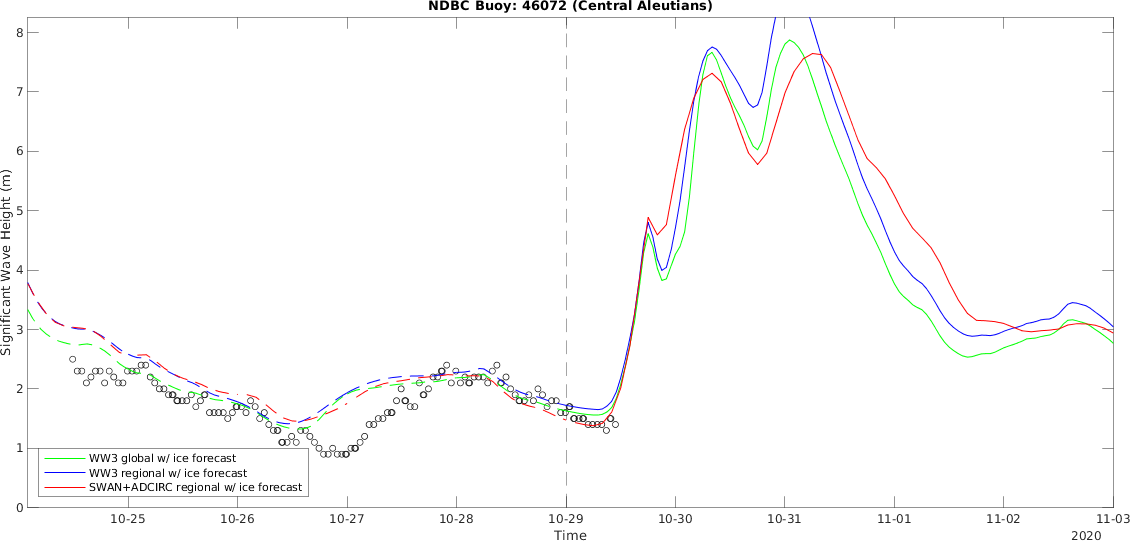 NDBC Buoy: 46072 (Central Aleutians)
8
7
6
5
4
3
2
1
0
Significant Wave Height (m)
WW3 global w/ ice forecast
WW3 regional w/ ice forecast
SWAN+ADCIRC regional w/ ice forecast
10-25 10-26 10-27 10-28 10-29 10-30 10-31 11-01 11-02 11-03
Time
2020